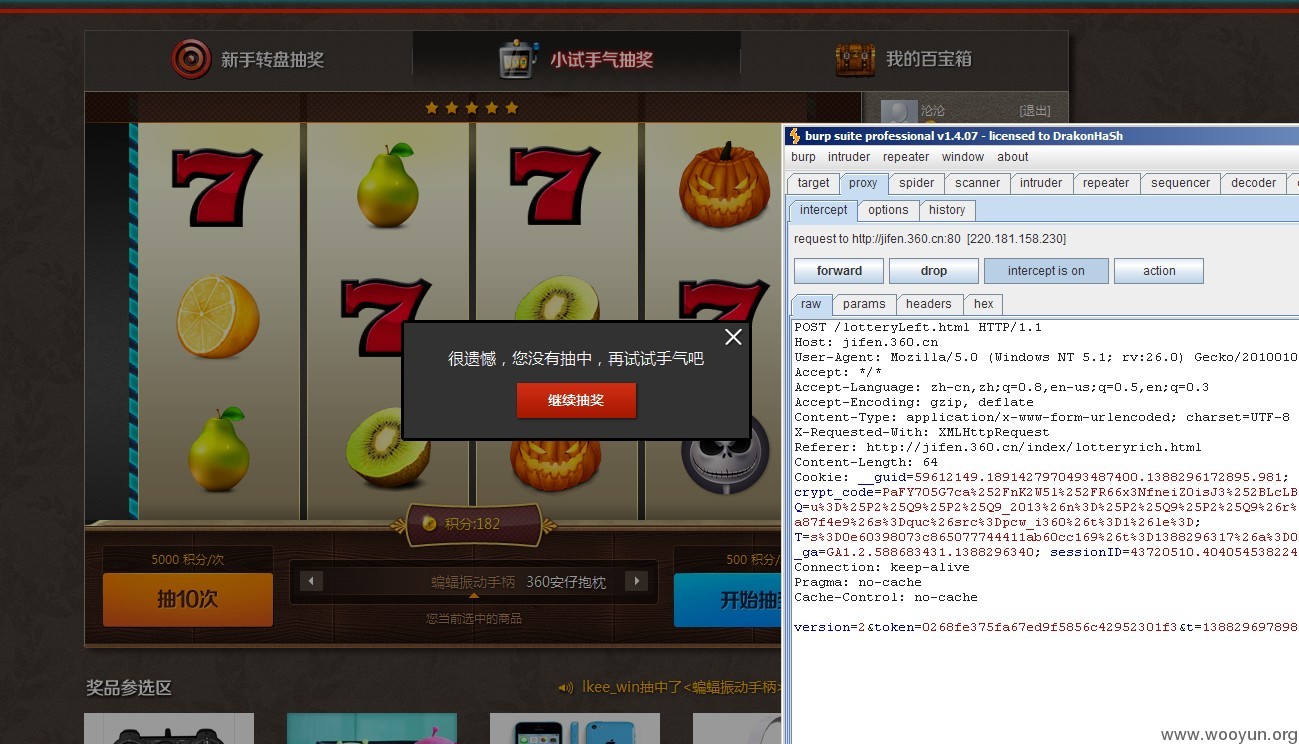 新手转盘抽奖
小试手气抽奖
我的百宝箱
沦沦
[退出]
很遗憾，您没有抽中，再试试手气吧
继续抽奖
积分:182
5000 积分/次
抽10次
蝙蝠振动手柄 360安仔抱枕
您当前选中的商品
500 积分/
开始抽
奖品参选区
lkee_win抽中了<蝙蝠振动手柄>
burp suite professional v1.4.07 - licensed to DrakonHaSh
burp intruder repeater window about
target proxy spider scanner intruder repeater sequencer decoder
intercept options history
request to http://jifen.360.cn:80 [220.181.158.230]
forward drop intercept is on action
raw params headers hex
POST /lotteryLeft.html HTTP/1.1
Host: jifen.360.cn
User-Agent: Mozilla/5.0 (Windows NT 5.1; rv:26.0) Gecko/2010010
Accept: */*
Accept-Language: zh-cn,zh;q=0.8,en-us;q=0.5,en;q=0.3
Accept-Encoding: gzip, deflate
Content-Type: application/x-www-form-urlencoded; charset=UTF-8
X-Requested-With: XMLHttpRequest
Referer: http://jifen.360.cn/index/lotteryrich.html
Content-Length: 64
Cookie: __guid=59612149.1891427970493487400.1388296172895.981;
crypt_code=PaFY7O5G7ca%252FnK2W51%252FR66x3NfneiZOisJ3%252BLcLB
Q=u%3D%25P2%25Q9%25P2%25Q9_2013%26n%3D%25P2%25Q9%25P2%25Q9%26r%
a87f4e9%26s%3Dquc%26src%3Dpcw_i360%26t%3D1%26le%3D;
T=s%3D0e60398073c865077744411ab60cc169%26t%3D1388296317%26a%3D0
_ga=GA1.2.588683431.1388296340; sessionID=43720510.404054538224
Connection: keep-alive
Pragma: no-cache
Cache-Control: no-cache
version=2&token=0268fe375fa67ed9f5856c42952301f3&t=138829697898
www.wooyun.org